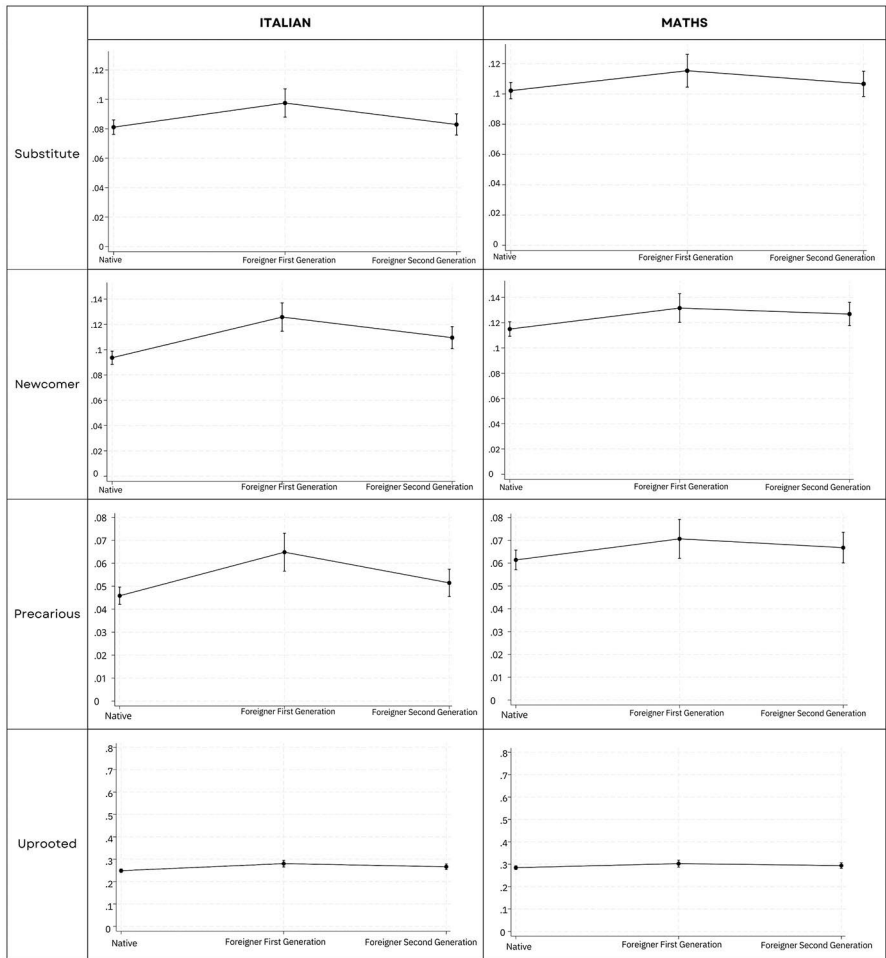 ITALIAN
MATHS
Substitute
.12
.1
.08
.06
.04
.02
0
Native
Foreigner First Generation
Foreigner Second Generation
.12
.1
.08
.06
.04
.02
0
Native
Foreigner First Generation
Foreigner Second Generation
Newcomer
.14
.12
.1
.08
.06
.04
.02
0
Native
Foreigner First Generation
Foreigner Second Generation
.14
.12
.1
.08
.06
.04
.02
0
Native
Foreigner First Generation
Foreigner Second Generation
Precarious
.08
.07
.06
.05
.04
.03
.02
.01
0
Native
Foreigner First Generation
Foreigner Second Generation
.08
.07
.06
.05
.04
.03
.02
.01
0
Native
Foreigner First Generation
Foreigner Second Generation
Uprooted
.8
.7
.6
.5
.4
.3
.2
.1
0
Native
Foreigner First Generation
Foreigner Second Generation
.8
.7
.6
.5
.4
.3
.2
.1
0
Native
Foreigner First Generation
Foreigner Second Generation